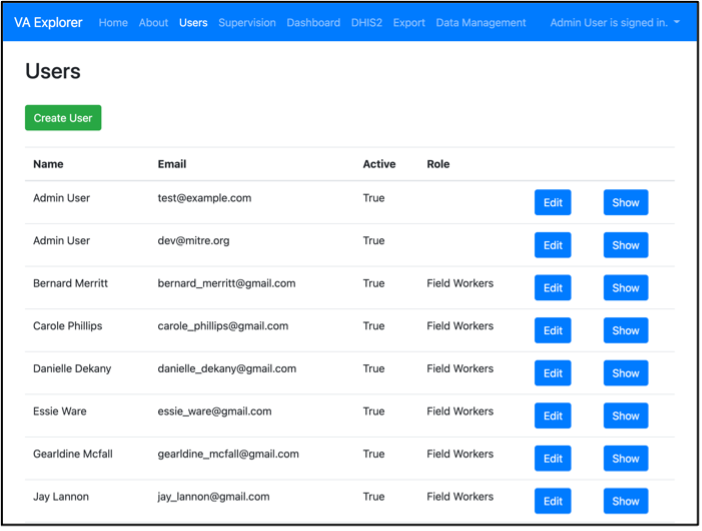 VA Explorer Home About Users Supervision Dashboard DHIS2 Export Data Management Admin User is signed in.
Users
Create User
Name Email Active Role
Admin User test@example.com True Edit Show
Admin User dev@mitre.org True Edit Show
Bernard Merritt bernard_merritt@gmail.com True Field Workers Edit Show
Carole Phillips carole_phillips@gmail.com True Field Workers Edit Show
Danielle Dekany danielle_dekany@gmail.com True Field Workers Edit Show
Essie Ware essie_ware@gmail.com True Field Workers Edit Show
Gearldine Mcfall gearldine_mcfall@gmail.com True Field Workers Edit Show
Jay Lannon jay_lannon@gmail.com True Field Workers Edit Show